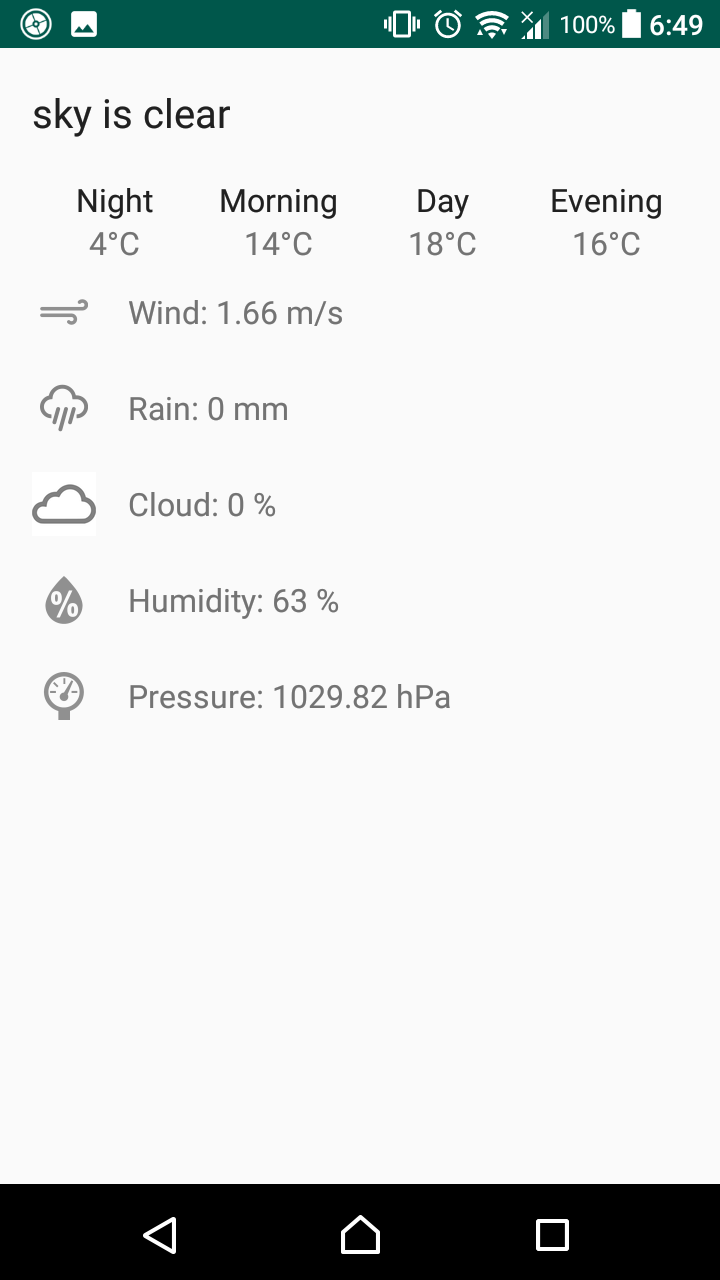 100% 6:49
sky is clear
Night Morning Day Evening
4°C 14°C 18°C 16°C
Wind: 1.66 m/s
Rain: 0 mm
Cloud: 0 %
% Humidity: 63 %
Pressure: 1029.82 hPa